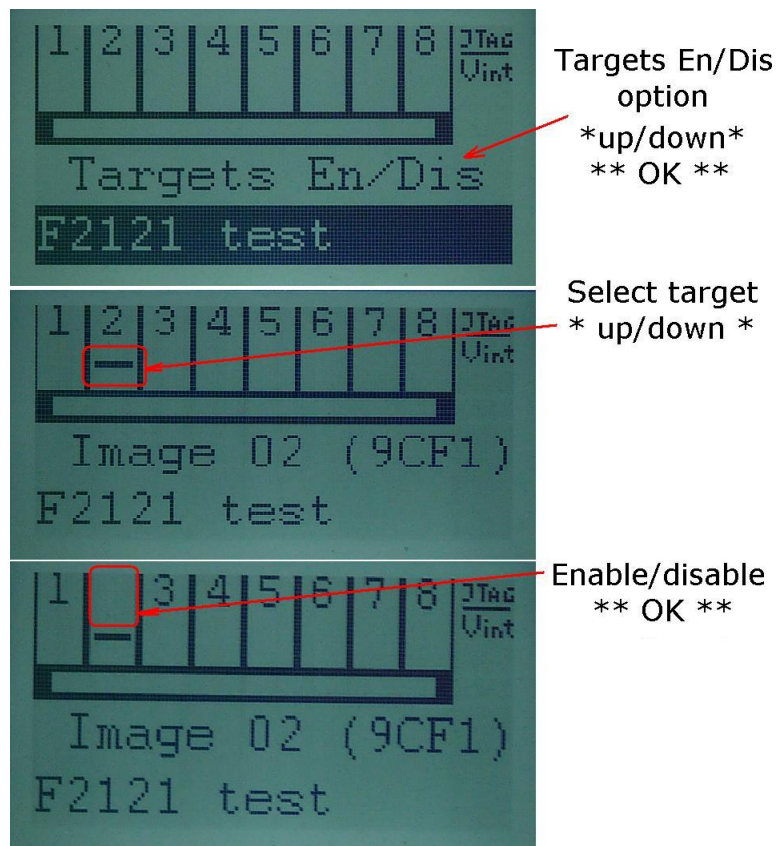 1 2 3 4 5 6 7 8 JTAG
Vint
Targets En/Dis
F2121 test
Targets En/Dis
option
*up/down*
** OK **
1 2 3 4 5 6 7 8 JTAG
Vint
Image 02 (9CF1)
F2121 test
Select target
* up/down *
1 3 4 5 6 7 8 JTAG
Vint
Image 02 (9CF1)
F2121 test
Enable/disable
** OK **